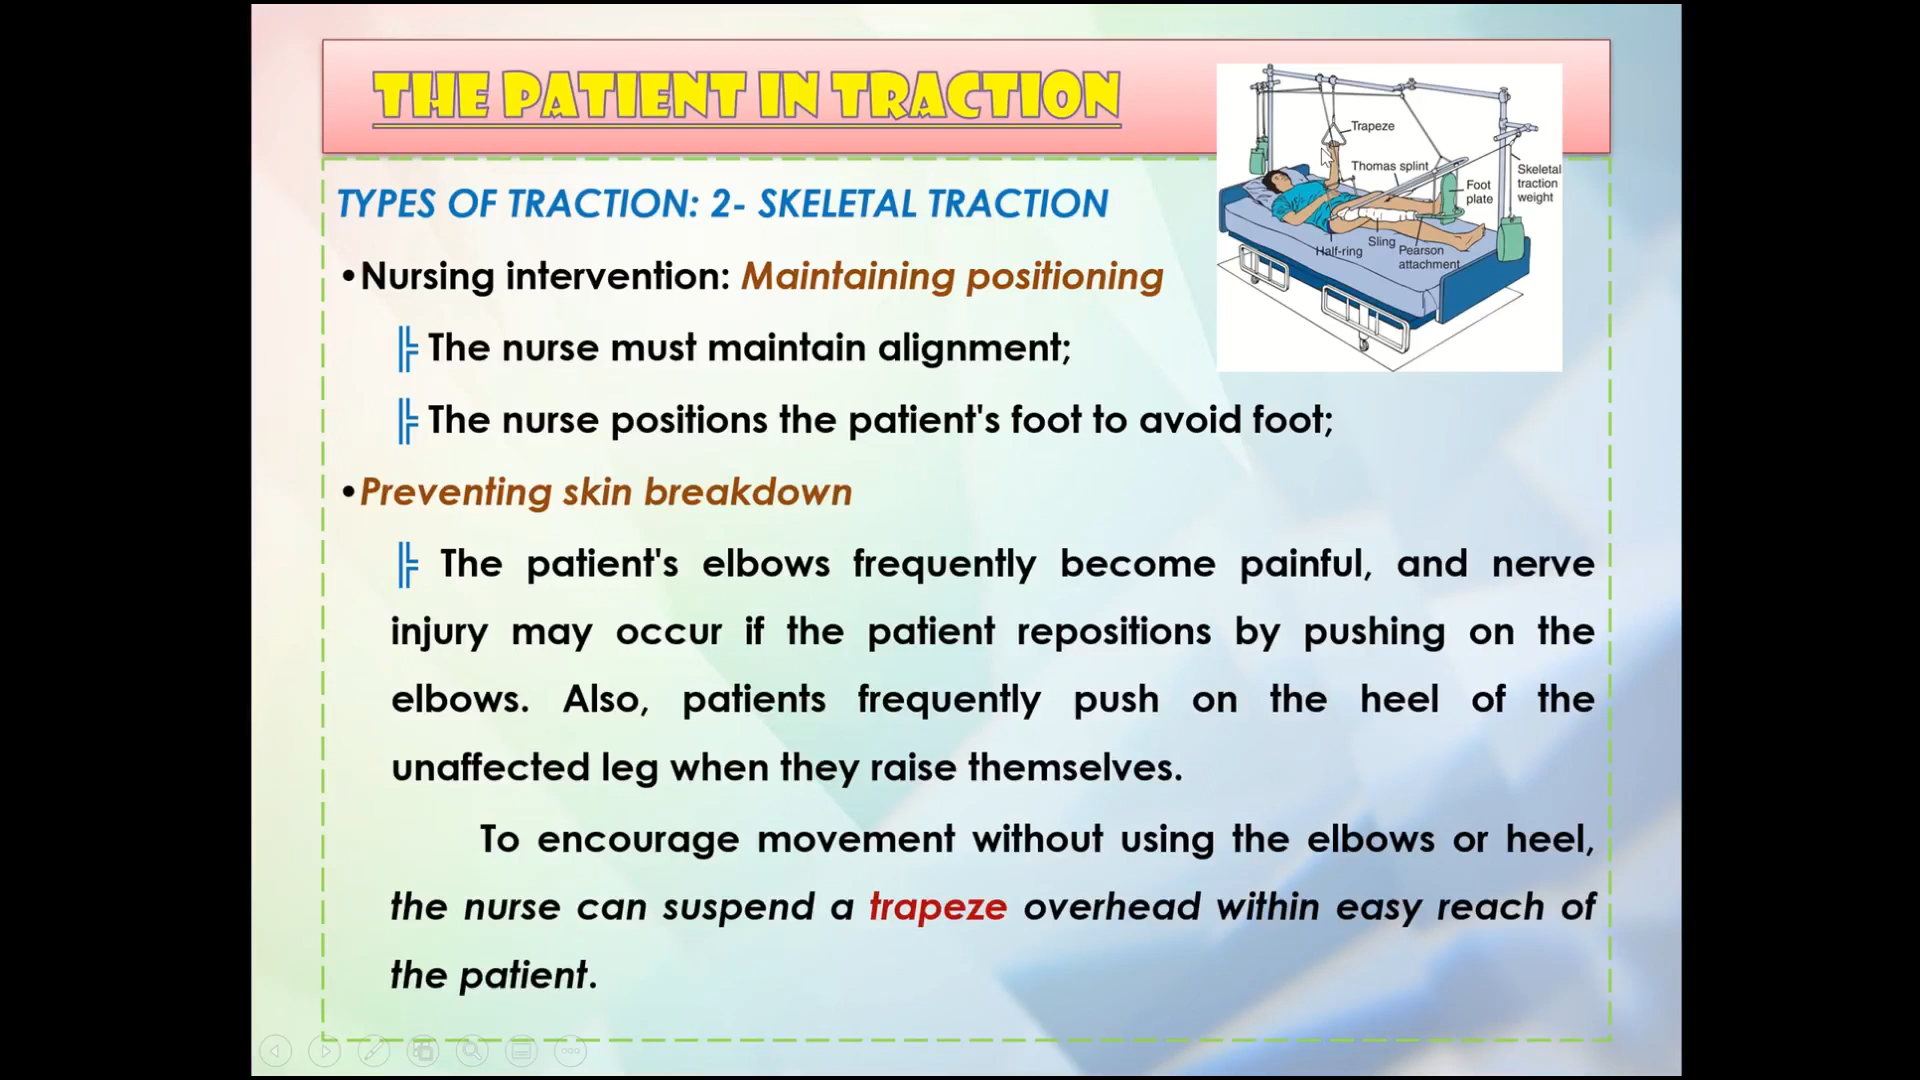 THE PATIENT IN TRACTION
TYPES OF TRACTION: 2- SKELETAL TRACTION
•Nursing intervention: Maintaining positioning
The nurse must maintain alignment;
The nurse positions the patient's foot to avoid foot;
•Preventing skin breakdown
The patient's elbows frequently become painful, and nerve
injury may occur if the patient repositions by pushing on the
elbows. Also, patients frequently push on the heel of the
unaffected leg when they raise themselves.
To encourage movement without using the elbows or heel,
the nurse can suspend a trapeze overhead within easy reach of
the patient.
Trapeze
Thomas splint
Foot
plate
Skeletal
traction
weight
Half-ring
Sling
Pearson
attachment